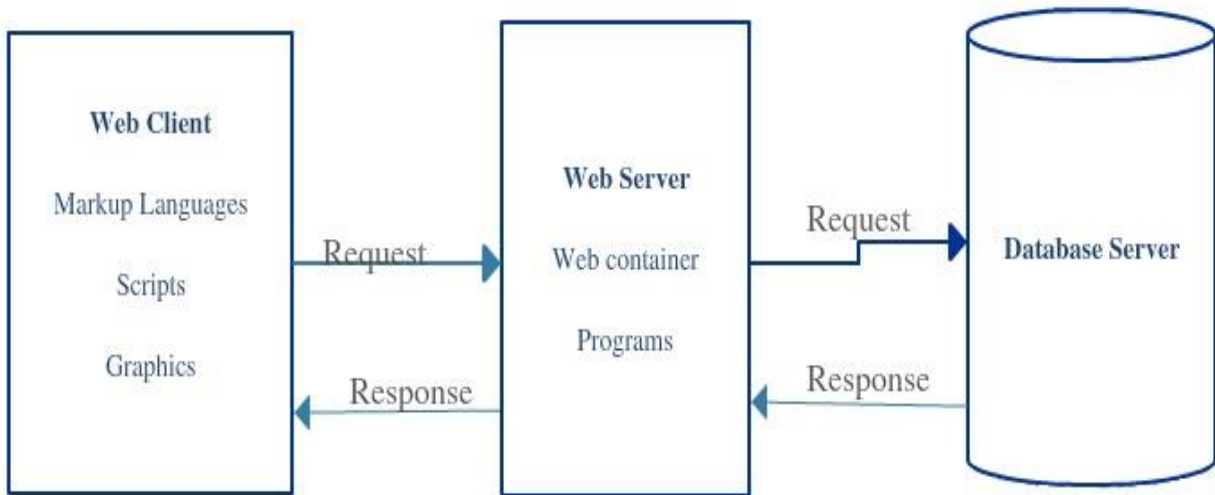 Web Client
Markup Languages
Scripts
Graphics
Request
Response
Web Server
Web container
Programs
Request
Response
Database Server